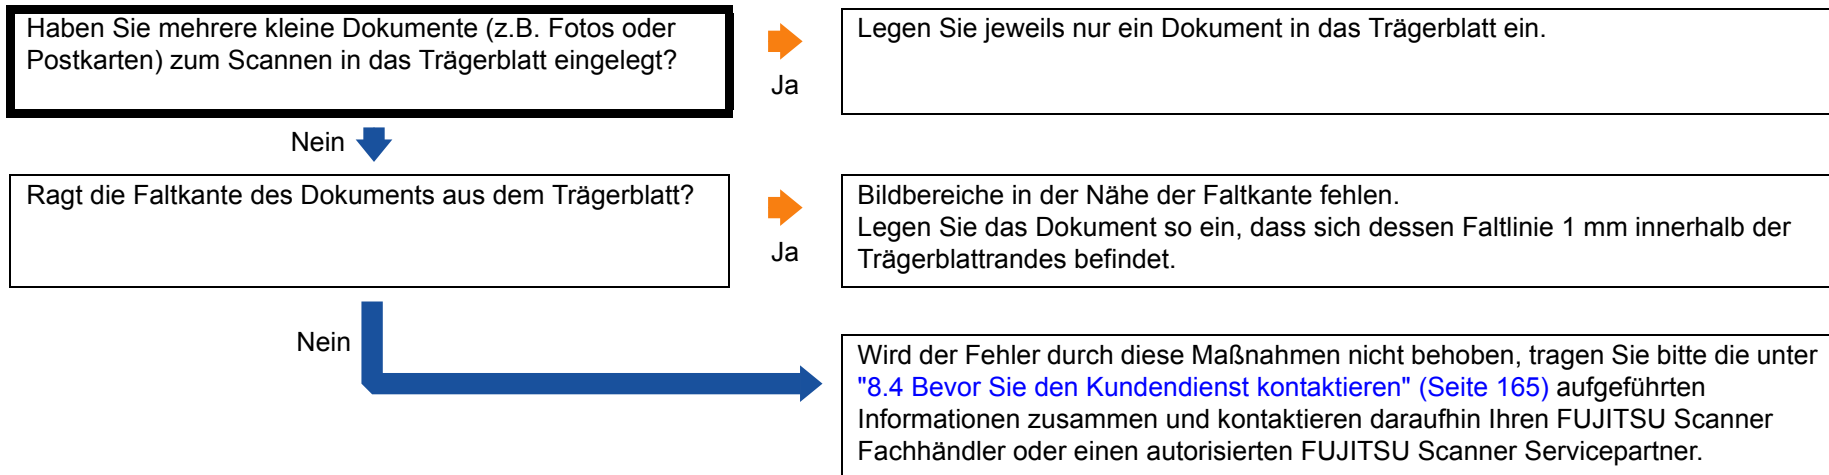 Haben Sie mehrere kleine Dokumente (z.B. Fotos oder
Postkarten) zum Scannen in das Trägerblatt eingelegt?
Ja
Legen Sie jeweils nur ein Dokument in das Trägerblatt ein.
Nein
Ragt die Faltkante des Dokuments aus dem Trägerblatt?
Ja
Bildbereiche in der Nähe der Faltkante fehlen.
Legen Sie das Dokument so ein, dass sich dessen Faltlinie 1 mm innerhalb der
Trägerblattrandes befindet.
Nein
Wird der Fehler durch diese Maßnahmen nicht behoben, tragen Sie bitte die unter
"8.4 Bevor Sie den Kundendienst kontaktieren" (Seite 165) aufgeführten
Informationen zusammen und kontaktieren daraufhin Ihren FUJITSU Scanner
Fachhändler oder einen autorisierten FUJITSU Scanner Servicepartner.